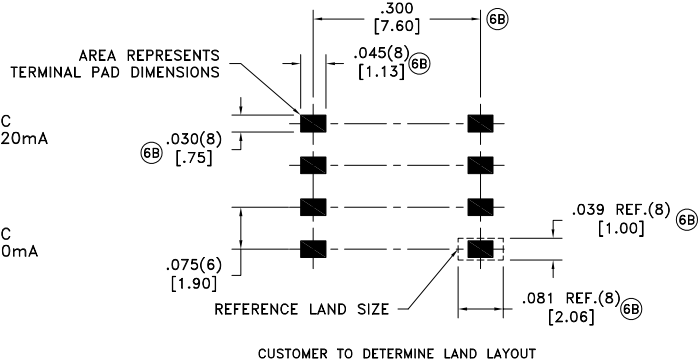 .300
[7.60]
6B
AREA REPRESENTS
TERMINAL PAD DIMENSIONS
.045(8)
[1.13]
6B
C
20mA
6B
.030(8)
[.75]
.039 REF.(8)
[1.00]
6B
C
0mA
.075(6)
[1.90]
REFERENCE LAND SIZE
.081 REF.(8)
[2.06]
6B
CUSTOMER TO DETERMINE LAND LAYOUT